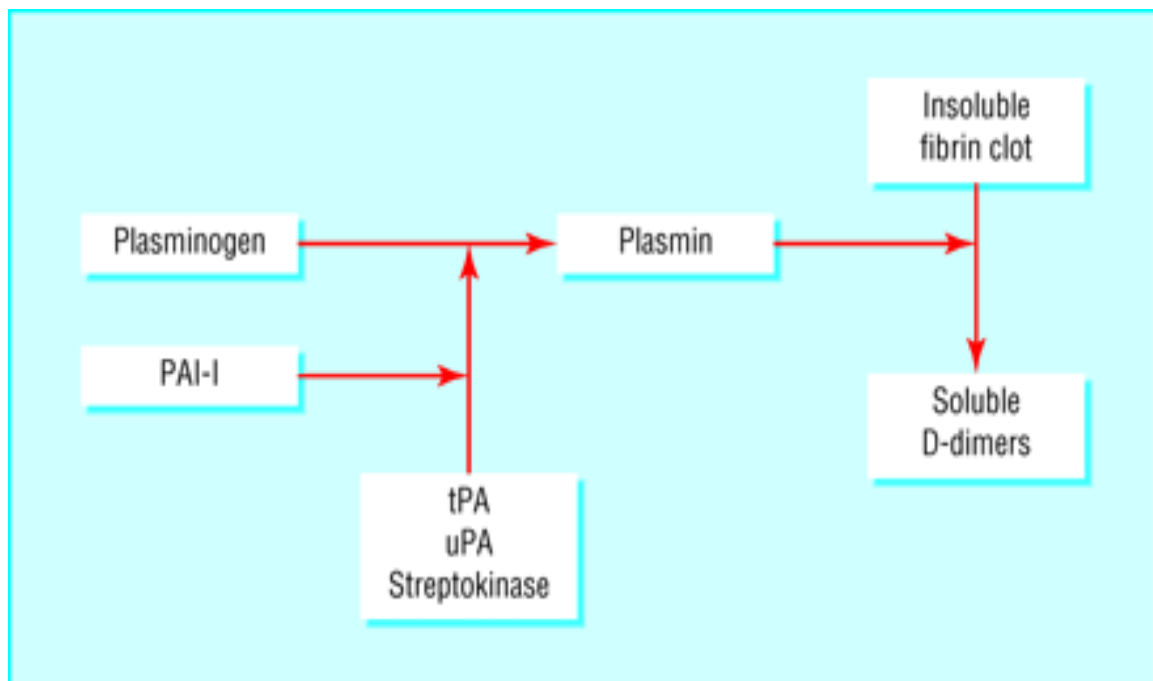 Insoluble
fibrin clot
Plasminogen
Plasmin
PAI-I
Soluble
D-dimers
tPA
uPA
Streptokinase